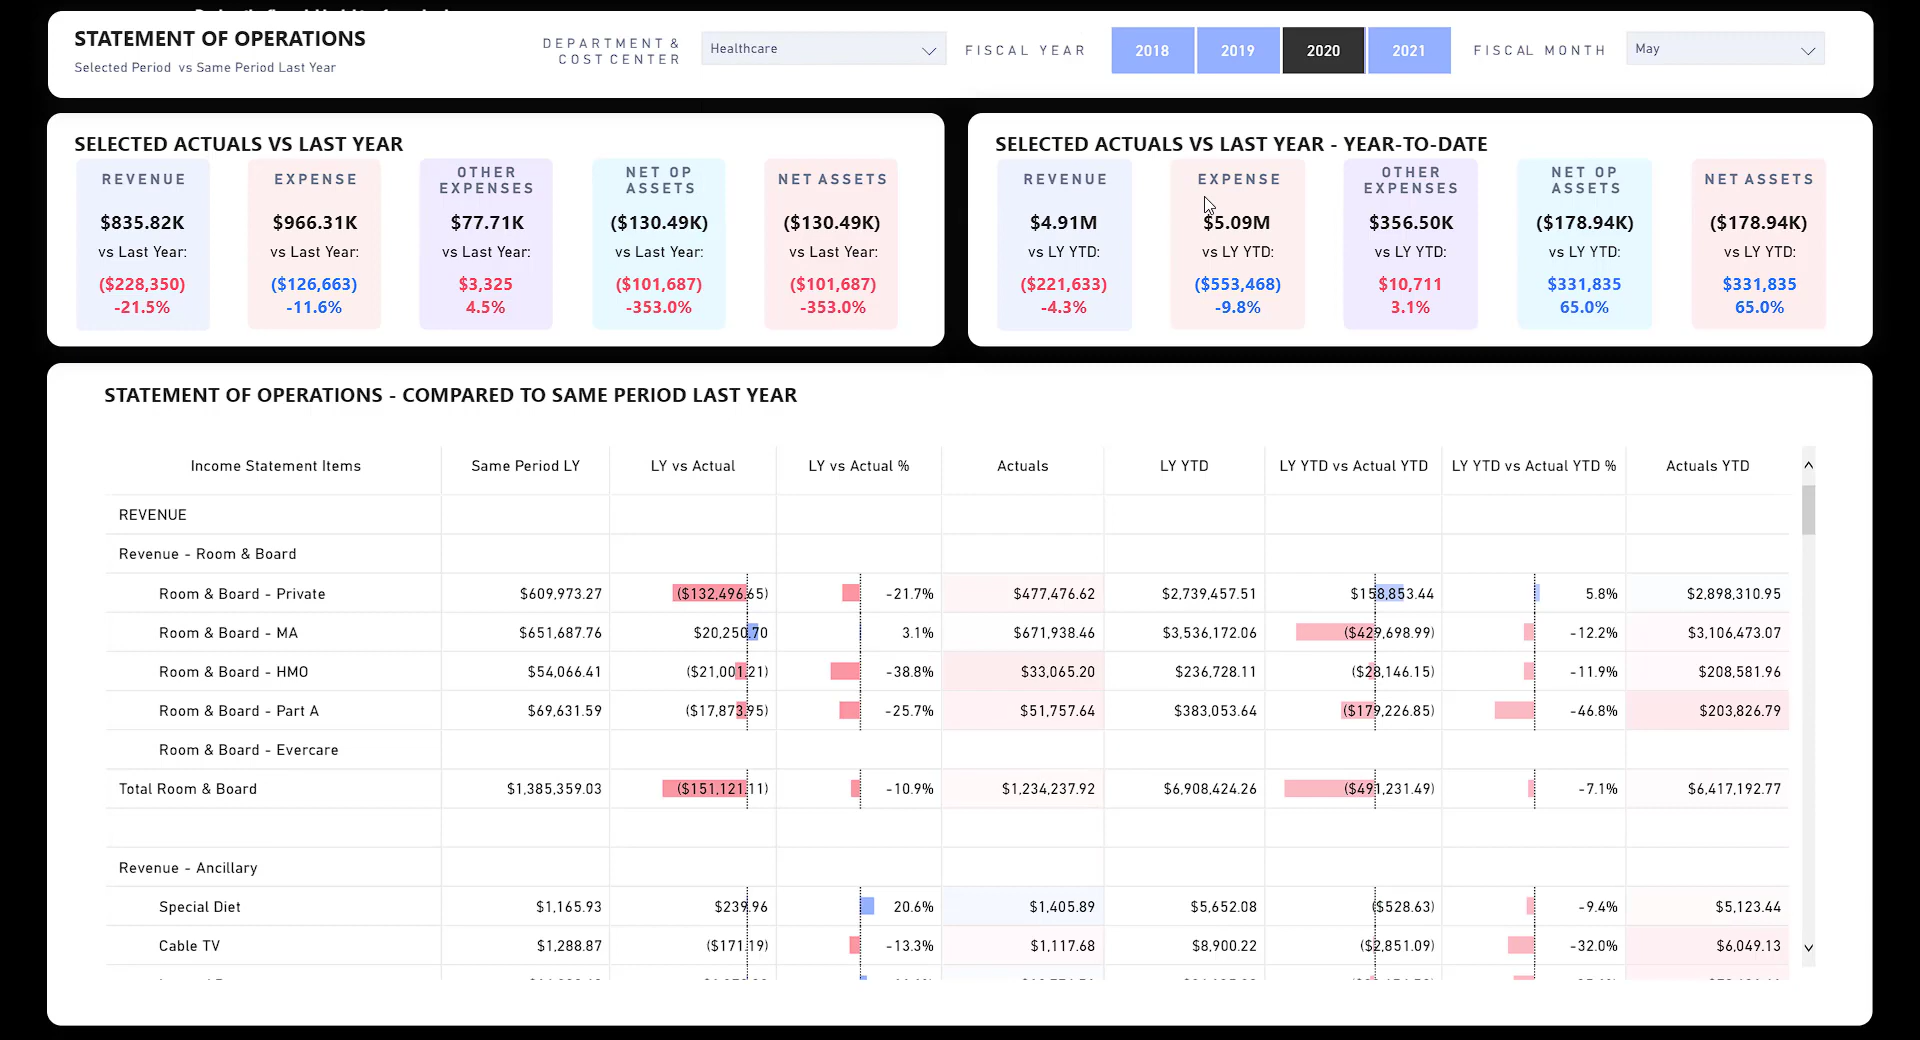 STATEMENT OF OPERATIONS
Selected Period vs Same Period Last Year
DEPARTMENT &
COST CENTER
Healthcare
FISCAL YEAR
2018
2019
2020
2021
FISCAL MONTH
May
SELECTED ACTUALS VS LAST YEAR
REVENUE
$835.82K
vs Last Year:
($228,350)
-21.5%
EXPENSE
$966.31K
vs Last Year:
($126,663)
-11.6%
OTHER
EXPENSES
$77.71K
vs Last Year:
$3,325
4.5%
NET OP
ASSETS
($130.49K)
vs Last Year:
($101,687)
-353.0%
NET ASSETS
($130.49K)
vs Last Year:
($101,687)
-353.0%
SELECTED ACTUALS VS LAST YEAR - YEAR-TO-DATE
REVENUE
$4.91M
vs LY YTD:
($221,633)
-4.3%
EXPENSE
$5.09M
vs LY YTD:
($553,468)
-9.8%
OTHER
EXPENSES
$356.50K
vs LY YTD:
$10,711
3.1%
NET OP
ASSETS
($178.94K)
vs LY YTD:
$331,835
65.0%
NET ASSETS
($178.94K)
vs LY YTD:
$331,835
65.0%
STATEMENT OF OPERATIONS - COMPARED TO SAME PERIOD LAST YEAR
Income Statement Items Same Period LY LY vs Actual LY vs Actual % Actuals LY YTD LY YTD vs Actual YTD LY YTD vs Actual YTD % Actuals YTD
REVENUE
Revenue - Room & Board
Room & Board - Private $609,973.27 ($132,496.65) -21.7% $477,476.62 $2,739,457.51 $158,853.44 5.8% $2,898,310.95
Room & Board - MA $651,687.76 $20,250.70 3.1% $671,938.46 $3,536,172.06 ($429,698.99) -12.2% $3,106,473.07
Room & Board - HMO $54,066.41 ($21,001.21) -38.8% $33,065.20 $236,728.11 ($28,146.15) -11.9% $208,581.96
Room & Board - Part A $69,631.59 ($17,873.95) -25.7% $51,757.64 $383,053.64 ($179,226.85) -46.8% $203,826.79
Room & Board - Evercare
Total Room & Board $1,385,359.03 ($151,121.11) -10.9% $1,234,237.92 $6,908,424.26 ($491,231.49) -7.1% $6,417,192.77
Revenue - Ancillary
Special Diet $1,165.93 $239.96 20.6% $1,405.89 $5,652.08 ($528.63) -9.4% $5,123.44
Cable TV $1,288.87 ($171.19) -13.3% $1,117.68 $8,900.22 ($2,851.09) -32.0% $6,049.13